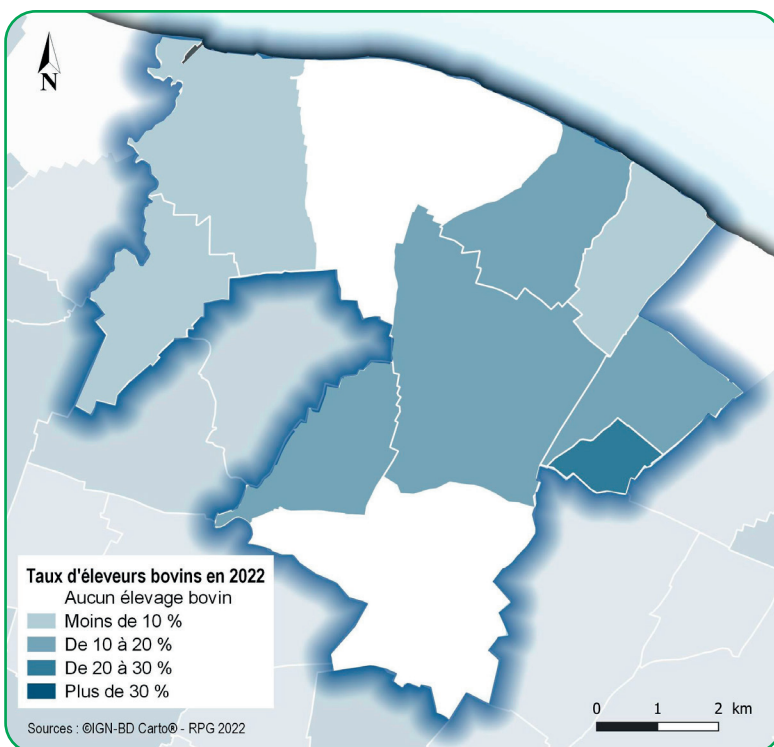 N
Taux d'éleveurs bovins en 2022
Aucun élevage bovin
Moins de 10 %
De 10 à 20 %
De 20 à 30 %
Plus de 30 %
Sources : ©IGN-BD Carto® - RPG 2022
0 1 2 km